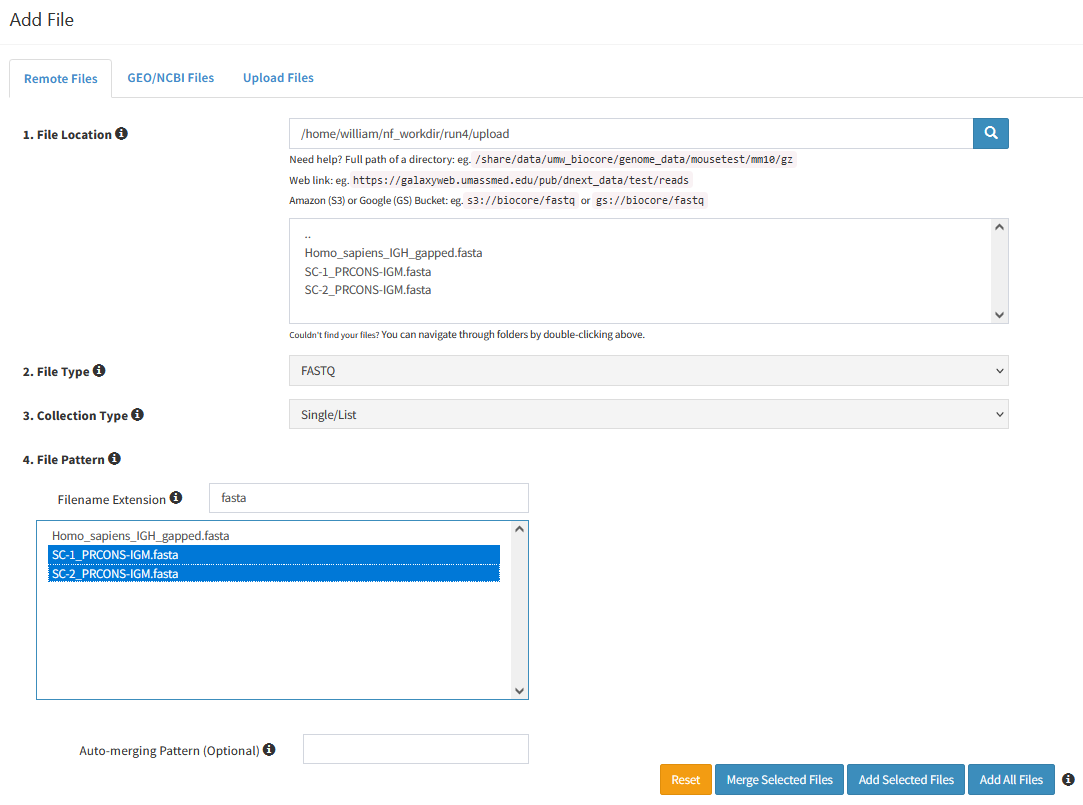 Add File
Remote Files GEO/NCBI Files Upload Files
1. File Location
/home/william/nf_workdir/run4/upload
Need help? Full path of a directory: eg. /share/data/umw_biocore/genome_data/mousetest/mm10/gz
Web link: eg. https://galaxyweb.umassmed.edu/pub/dnext_data/test/reads
Amazon (S3) or Google (GS) Bucket: eg. s3://biocore/fastq or gs://biocore/fastq
..
Homo_sapiens_IGH_gapped.fasta
SC-1_PRCONS-IGM.fasta
SC-2_PRCONS-IGM.fasta
Couldn't find your files? You can navigate through folders by double-clicking above.
2. File Type FASTQ
3. Collection Type Single/List
4. File Pattern
Filename Extension fasta
Homo_sapiens_IGH_gapped.fasta
SC-1_PRCONS-IGM.fasta
SC-2_PRCONS-IGM.fasta
Auto-merging Pattern (Optional)
Reset Merge Selected Files Add Selected Files Add All Files